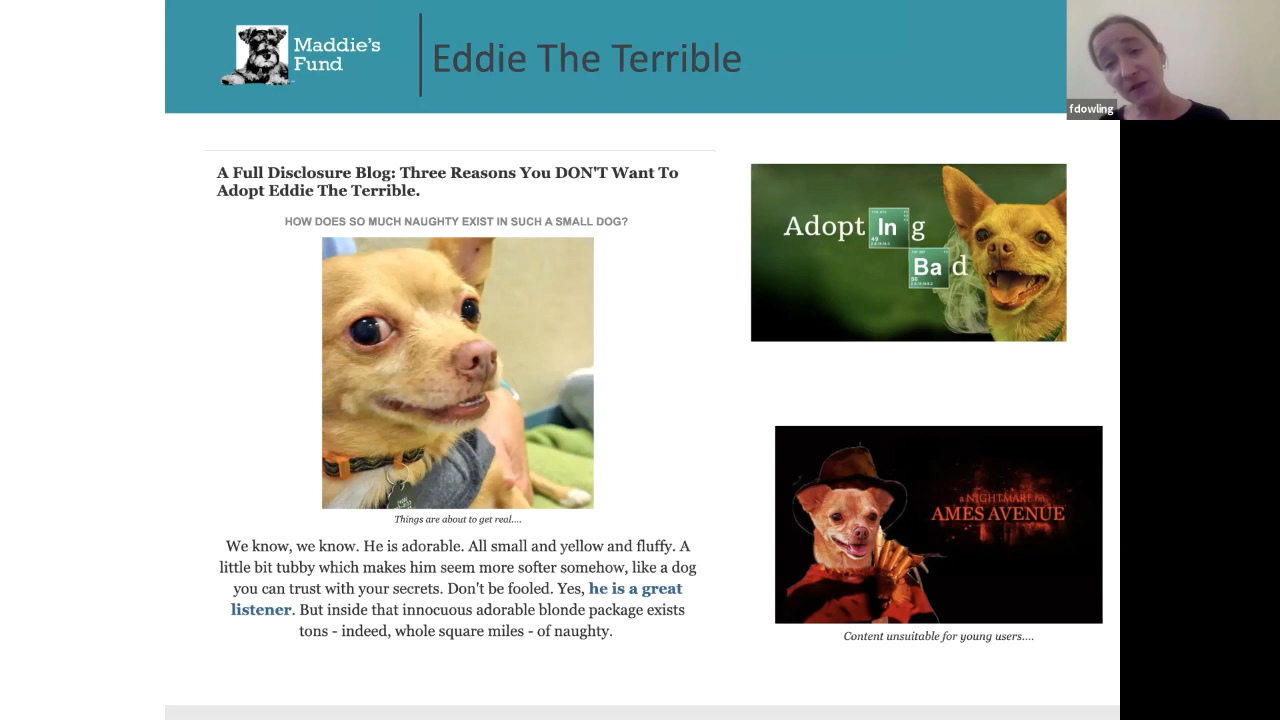 Maddie's
Fund
Eddie The Terrible
fdowling
A Full Disclosure Blog: Three Reasons You DON'T Want To
Adopt Eddie The Terrible.
HOW DOES SO MUCH NAUGHTY EXIST IN SUCH A SMALL DOG?
Things are about to get real....
We know, we know. He is adorable. All small and yellow and fluffy. A
little bit tubby which makes him seem more softer somehow, like a dog
you can trust with your secrets. Don't be fooled. Yes, he is a great
listener. But inside that innocuous adorable blonde package exists
tons - indeed, whole square miles - of naughty.
Adopt In g
Ba d
a NIGHTMARE on
AMES AVENUE
Content unsuitable for young users....